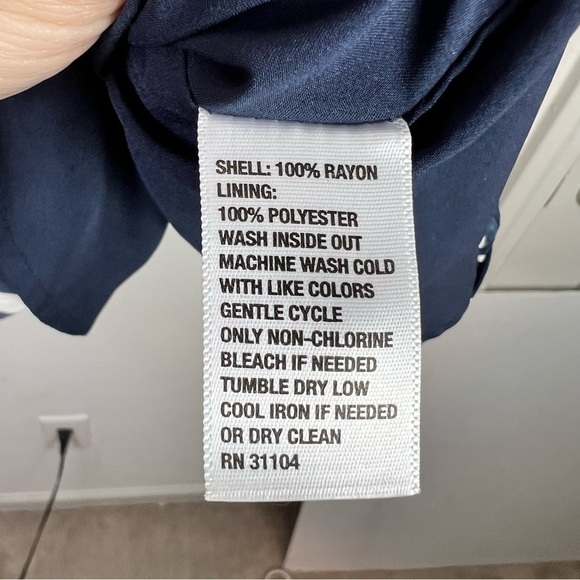 SHELL: 100% RAYON
LINING:
100% POLYESTER
WASH INSIDE OUT
MACHINE WASH COLD
WITH LIKE COLORS
GENTLE CYCLE
ONLY NON-CHLORINE
BLEACH IF NEEDED
TUMBLE DRY LOW
COOL IRON IF NEEDED
OR DRY CLEAN
RN 31104